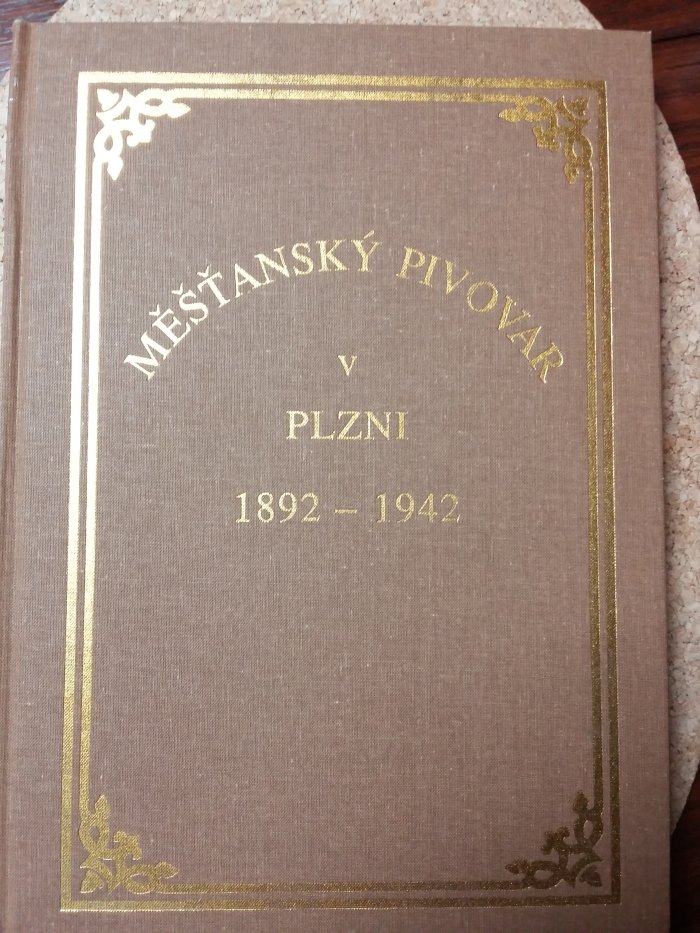 MĚŠŤANSKÝ PIVOVAR
V
PLZNI
1892 – 1942